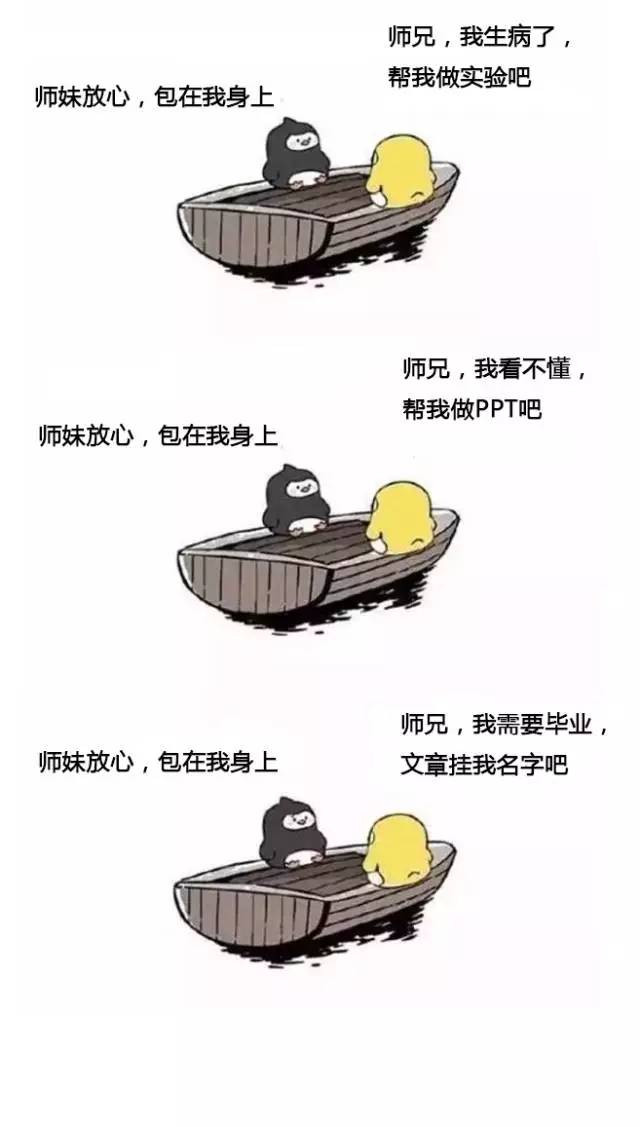 师兄，我生病了，
帮我做实验吧
师妹放心，包在我身上
师兄，我看不懂，
帮我做PPT吧
师妹放心，包在我身上
师兄，我需要毕业，
文章挂我名字吧
师妹放心，包在我身上